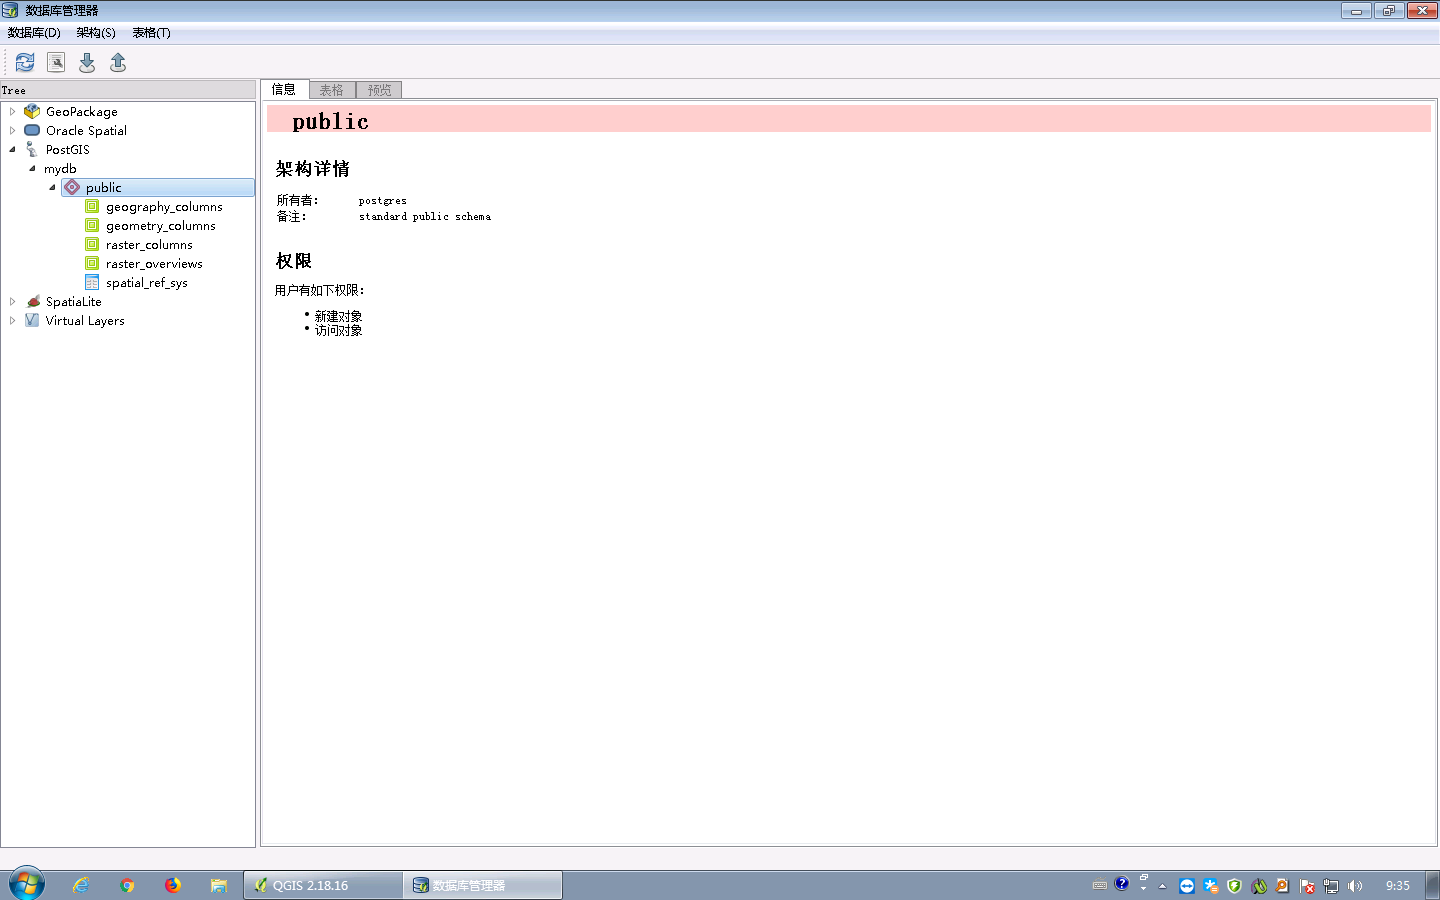 数据库管理器
数据库(D) 架构(S) 表格(T)
Tree
GeoPackage
Oracle Spatial
PostGIS
mydb
public
geography_columns
geometry_columns
raster_columns
raster_overviews
spatial_ref_sys
SpatiaLite
Virtual Layers
信息 表格 预览
public
架构详情
所有者: postgres
备注: standard public schema
权限
用户有如下权限:
• 新建对象
• 访问对象
QGIS 2.18.16
数据库管理器
9:35